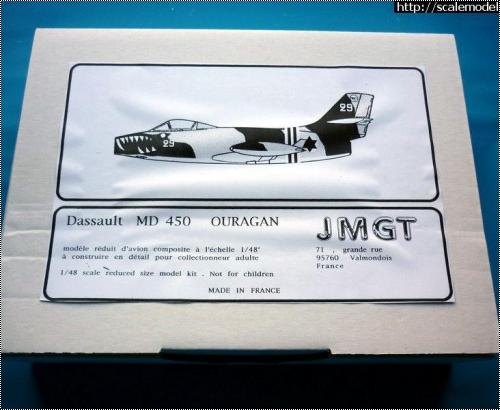 http://scalemodel
29
29
Dassault MD 450 OURAGAN
JMGT
modèle réduit d'avion composite à l'échelle 1/48°
à construire en détail pour collectionneur adulte
1/48 scale reduced size model kit . Not for children
71 , grande rue
95760 Valmondois
France
MADE IN FRANCE